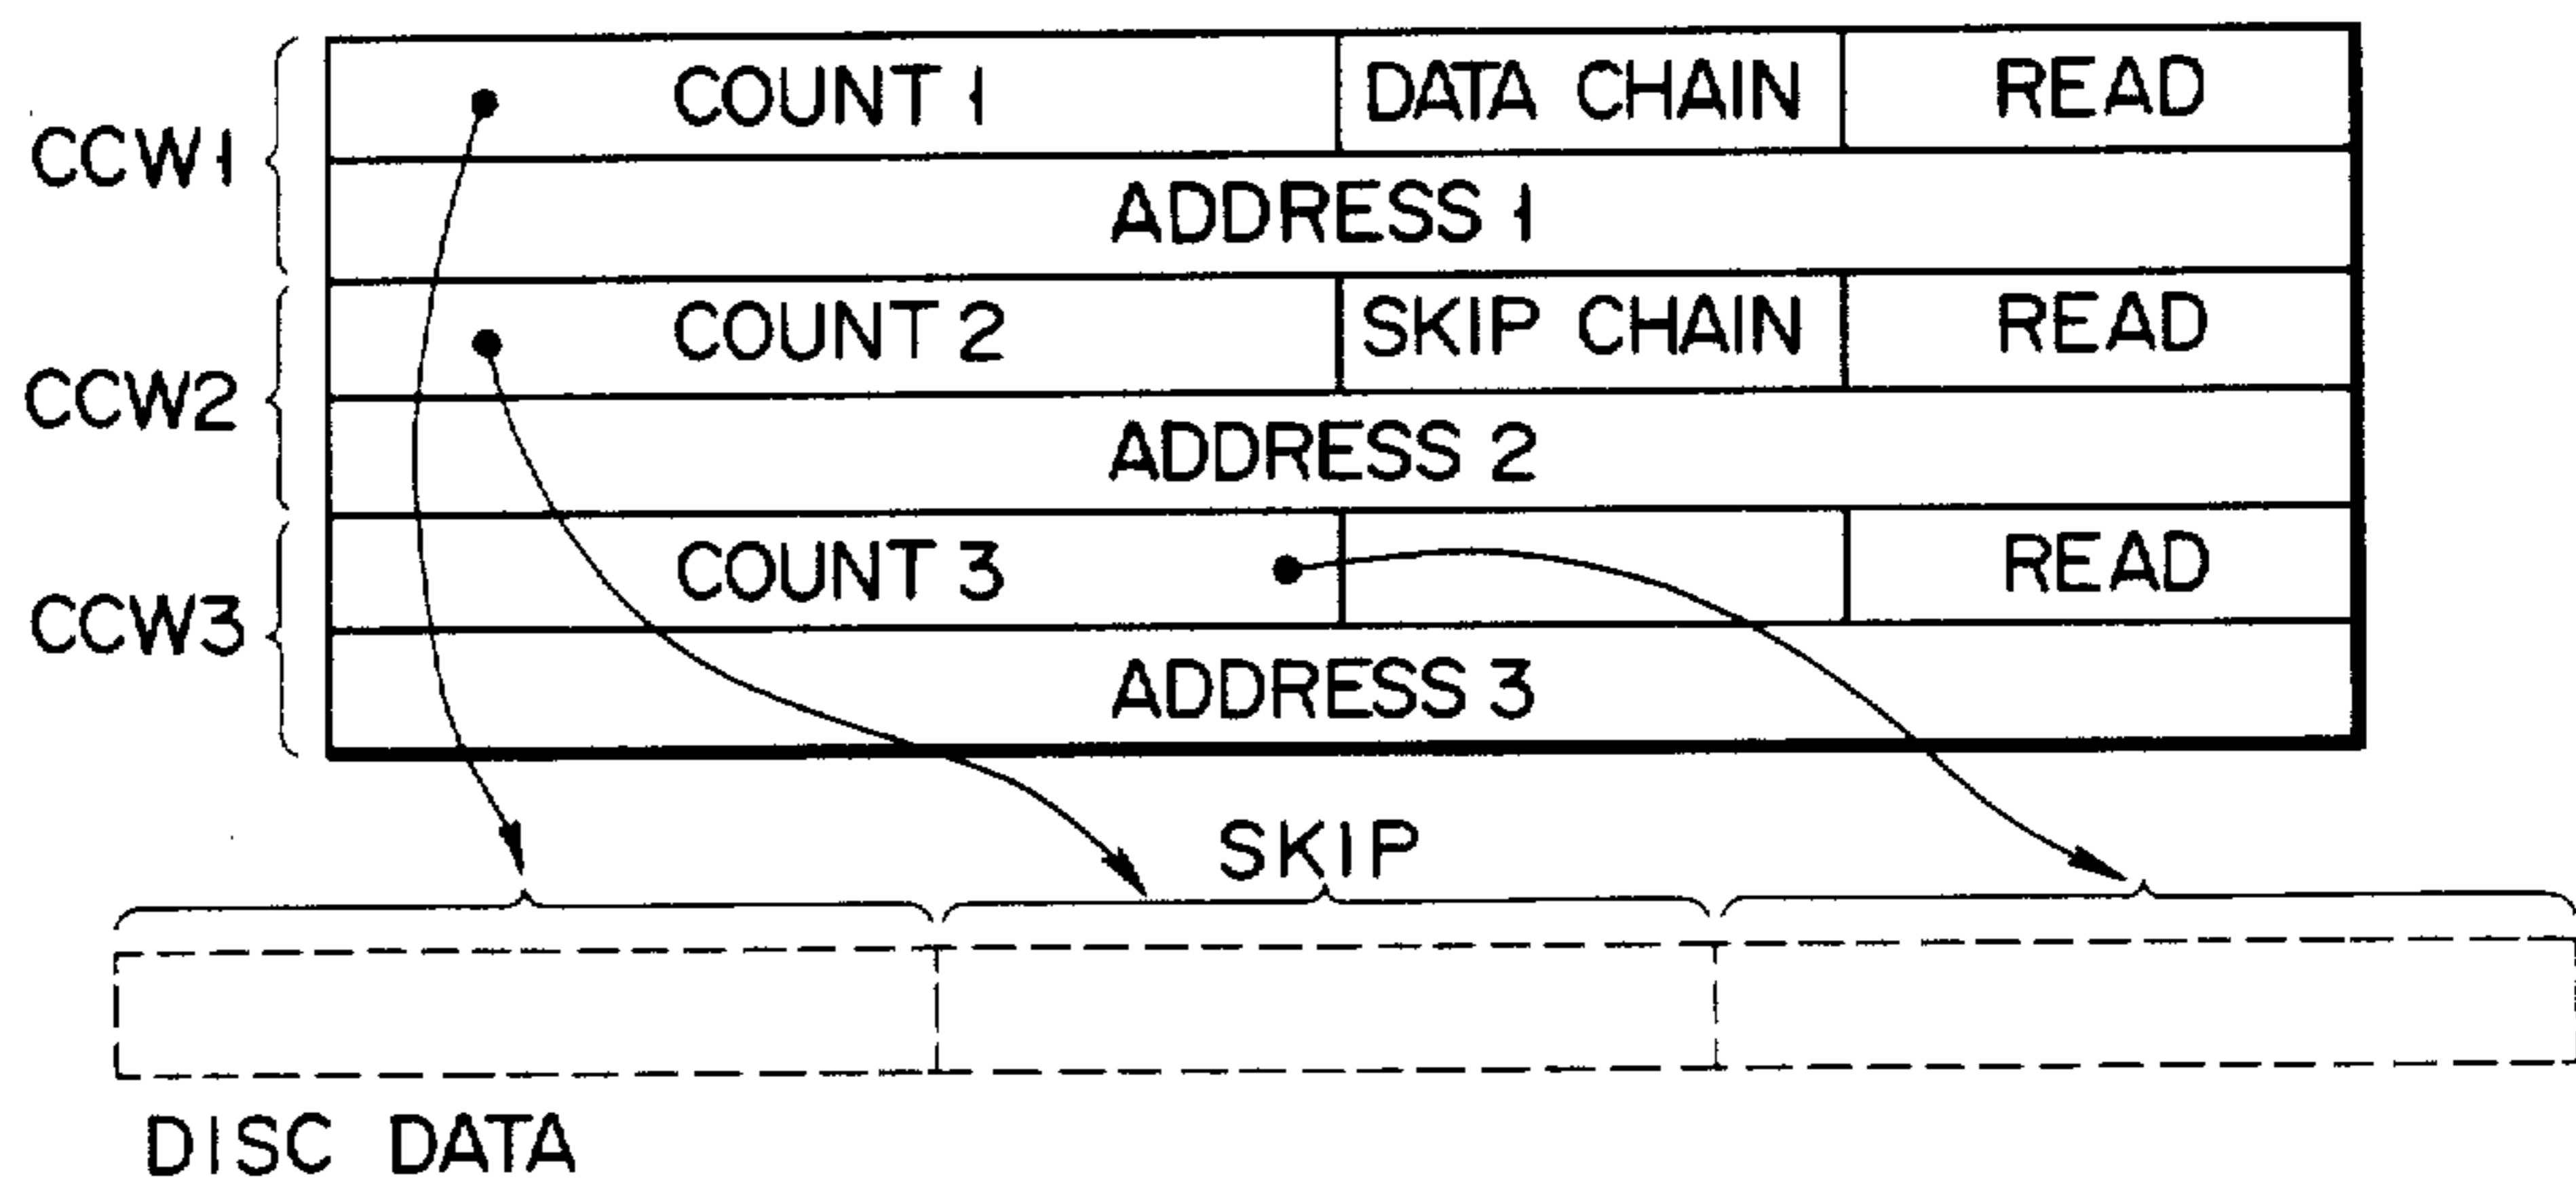 CCW1 COUNT 1 DATA CHAIN READ
ADDRESS 1
CCW2 COUNT 2 SKIP CHAIN READ
ADDRESS 2
CCW3 COUNT 3 READ
ADDRESS 3
SKIP
DISC DATA